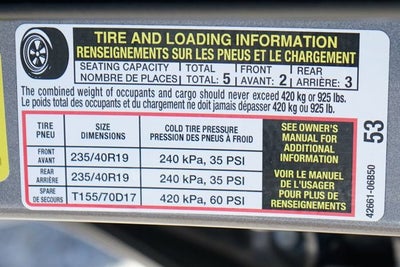 TIRE AND LOADING INFORMATION
RENSEIGNEMENTS SUR LES PNEUS ET LE CHARGEMENT
SEATING CAPACITY TOTAL FRONT REAR
NOMBRE DE PLACES TOTAL: 5 AVANT: 2 ARRIÈRE: 3
The combined weight of occupants and cargo should never exceed 420 kg or 925 lbs.
Le poids total des occupants et du chargement ne doit jamais dépasser 420 kg ou 925 lb.
TIRE SIZE COLD TIRE PRESSURE
PNEU DIMENSIONS PRESSION DES PNEUS À FROID
FRONT
AVANT 235/40R19 240 kPa, 35 PSI
REAR
ARRIÈRE 235/40R19 240 kPa, 35 PSI
SPARE
DE SECOURS T155/70D17 420 kPa, 60 PSI
SEE OWNER'S
MANUAL FOR
ADDITIONAL
INFORMATION
VOIR LE MANUEL
DE L'USAGER
POUR PLUS DE
RENSEIGNEMENTS
53
42661-06B50